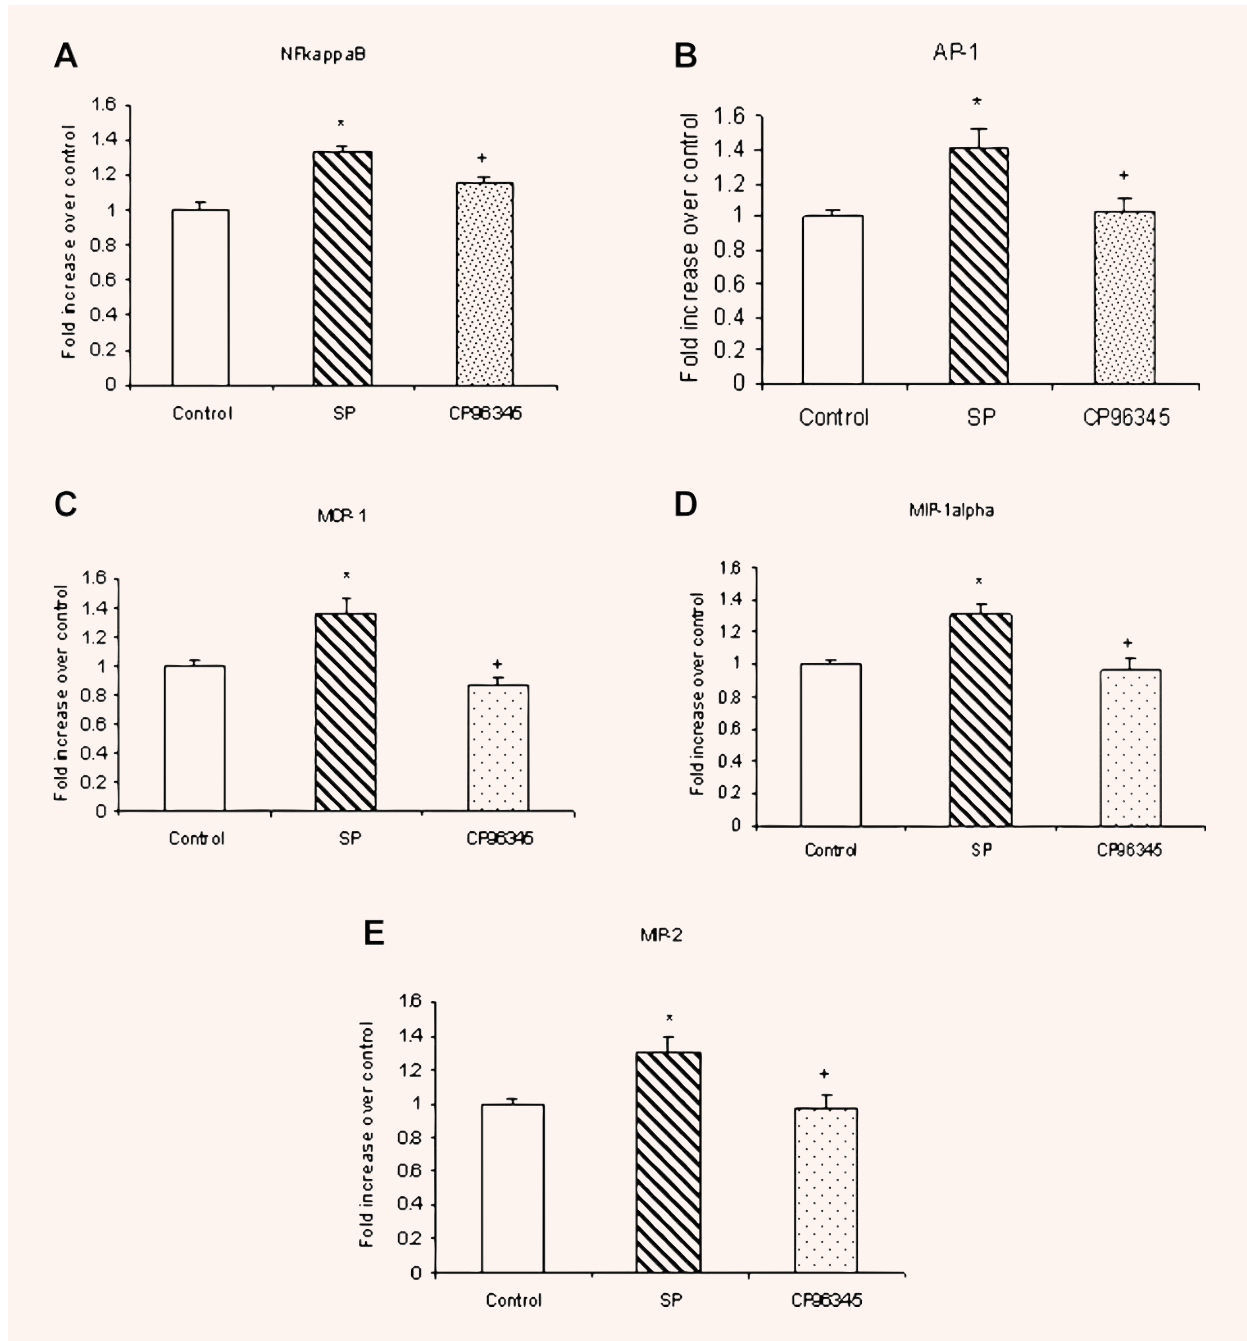 A
NFkappaB
Fold increase over control
1.6
1.4
1.2
1
0.8
0.6
0.4
0.2
0
*
+
Control SP CP96345
B
AP-1
Fold increase over control
1.6
1.4
1.2
1
0.8
0.6
0.4
0.2
0
*
+
Control SP CP96345
C
MCP-1
Fold increase over control
1.6
1.4
1.2
1
0.8
0.6
0.4
0.2
0
*
+
Control SP CP96345
D
MIP-1alpha
Fold increase over control
1.6
1.4
1.2
1
0.8
0.6
0.4
0.2
0
*
+
Control SP CP96345
E
MIP-2
Fold increase over control
1.6
1.4
1.2
1
0.8
0.6
0.4
0.2
0
*
+
Control SP CP96345